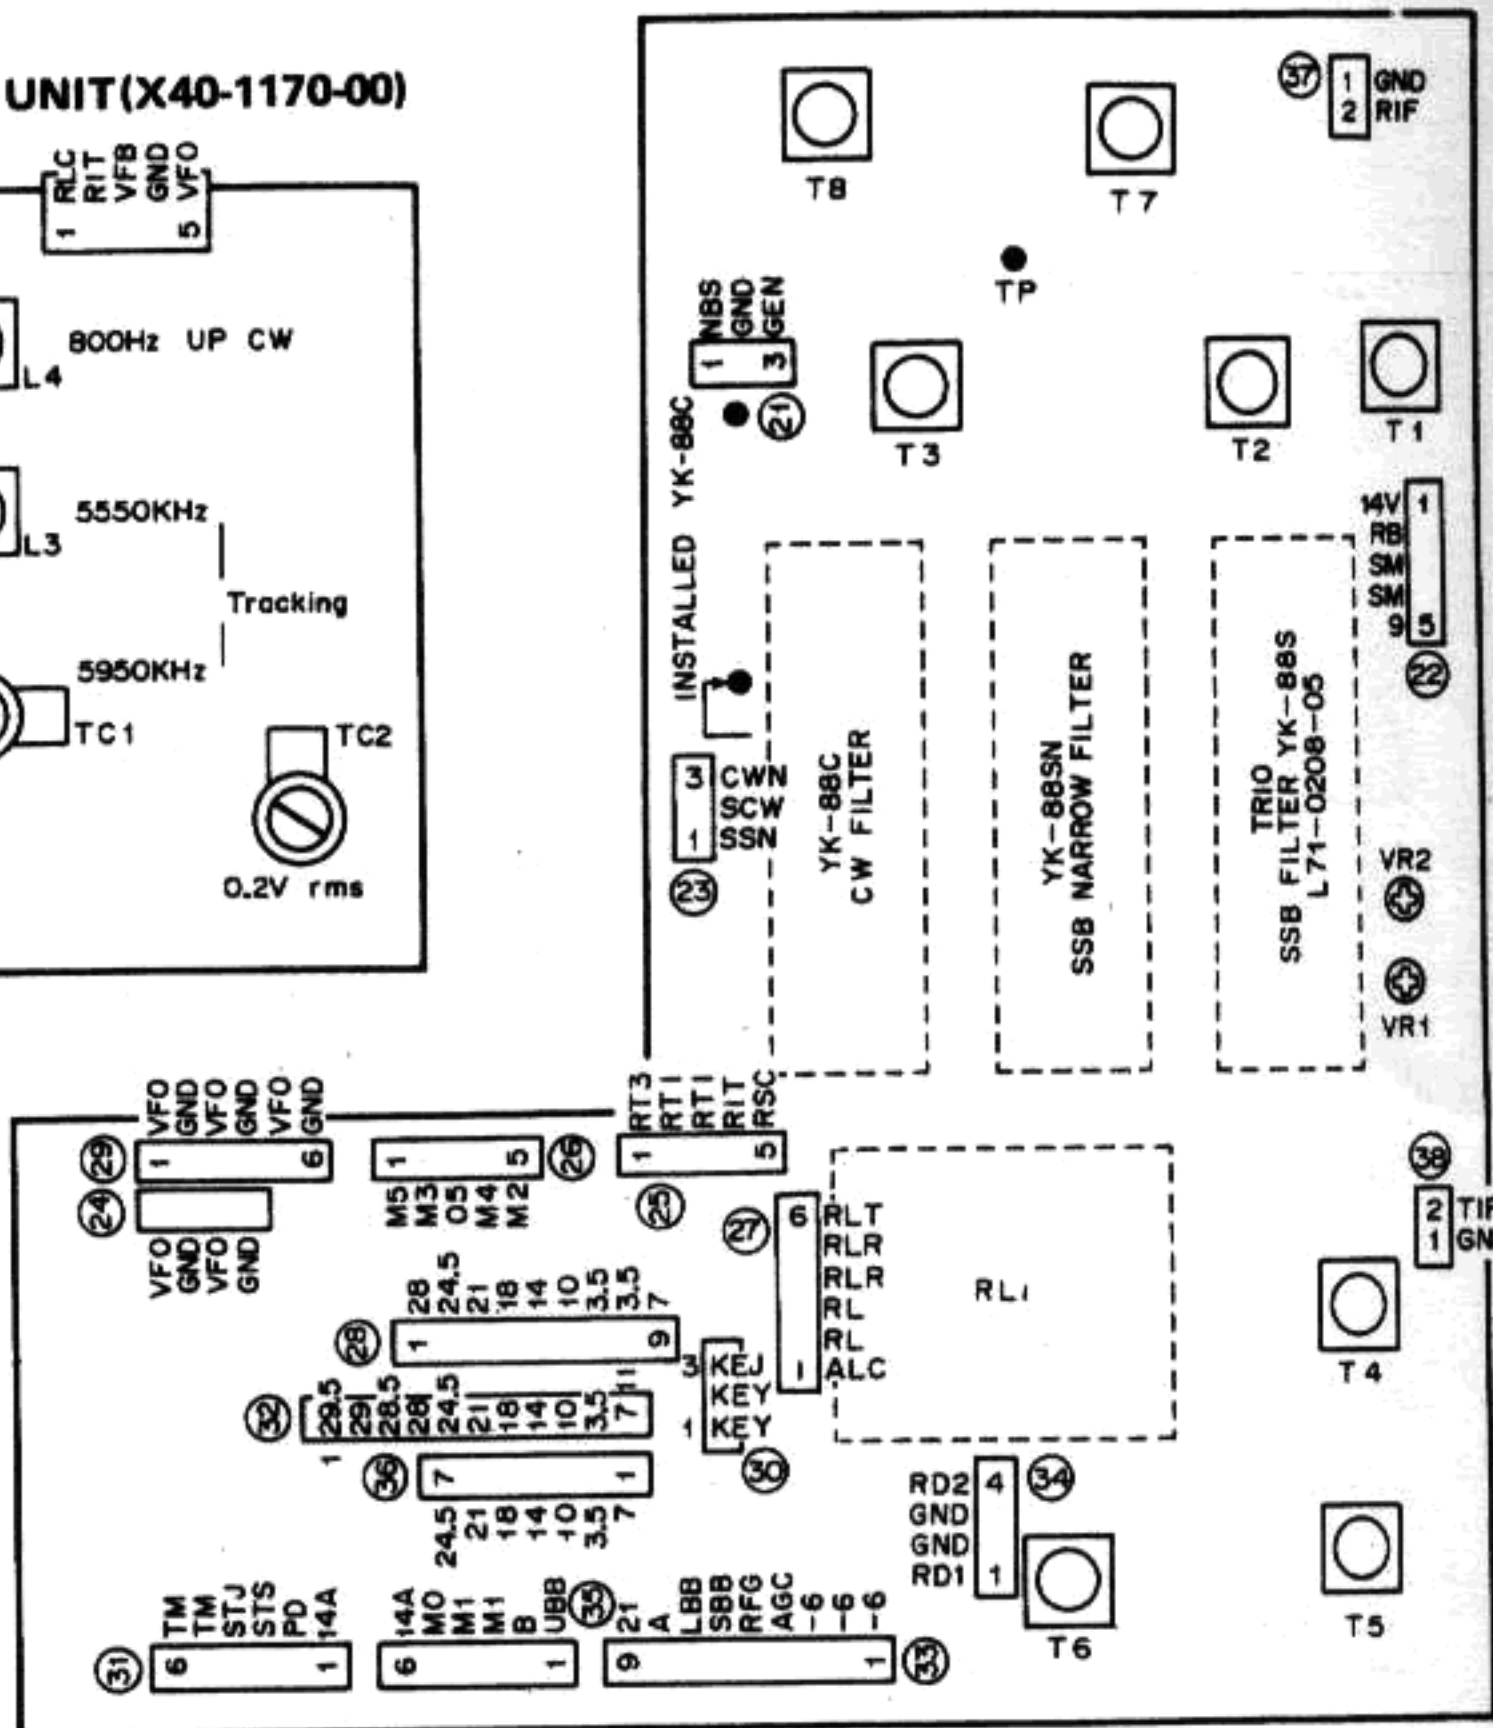 UNIT(X40-1170-00)
RLC
RIT
VFB
GND
VFO
1
5
L4
800Hz UP CW
L3
5550KHz
Tracking
5950KHz
TC1
TC2
0.2V rms
37
1 GND
2 RIF
T8
T7
TP
NBS
GND
GEN
1
3
21
T3
T2
T1
INSTALLED YK-88C
14V 1
RB
SM
SM
9 5
22
3 CWN
SCW
1 SSN
23
YK-88C
CW FILTER
YK-88SN
SSB NARROW FILTER
TRIO
SSB FILTER YK-88S
L71-0208-05
VR2
VR1
VFO
GND
VFO
GND
VFO
GND
29
1
6
24
VFO
GND
VFO
GND
1
5
26
M5
M3
05
M4
M2
RT3
RT1
RT1
RIT
RSC
1
5
25
27
6 RLT
RLR
RLR
RL
RL
1 ALC
RL1
38
2
1
T4
28
24.5
21
18
14
10
3.5
3.5
7
28
1
9
32
29.5
29
28.5
28
24.5
21
18
14
10
3.5
7
11
1
3 KEJ
KEY
1 KEY
30
36
7
1
24.5
21
18
14
10
3.5
7
RD2 4
GND
GND
RD1 1
34
T6
T5
TM
TM
STJ
STS
PD
14A
31
6
1
14A
MO
M1
M1
B
UBB
35
6
1
21
A
LBB
SBB
RFG
AGC
-6
-6
-6
9
1
33